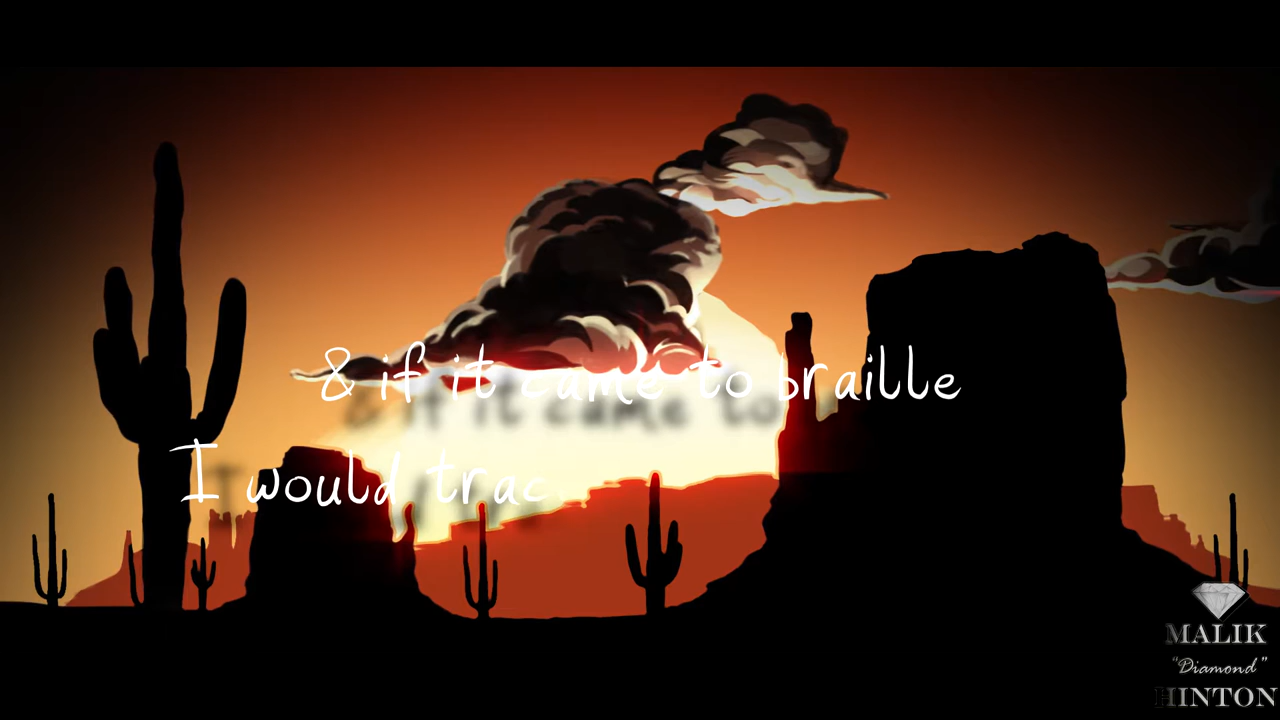 & if it came to braille
I would trac
MALIK
"Diamond"
HINTON